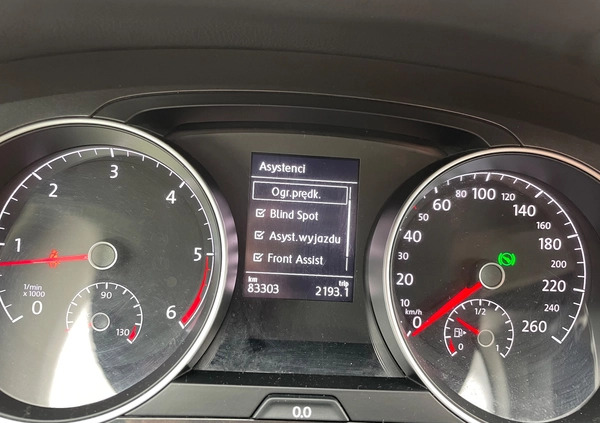 Asystenci
Ogr.prędk.
Blind Spot
Asyst.wyjazdu
Front Assist
km trip
83303 2193.1
0 1 2 3 4 5 6
1/min
x 1000
90
130
0 10 20 40 60 80 100 120 140 160 180 200 220 240 260
km/h
0 1/2 1
0.0